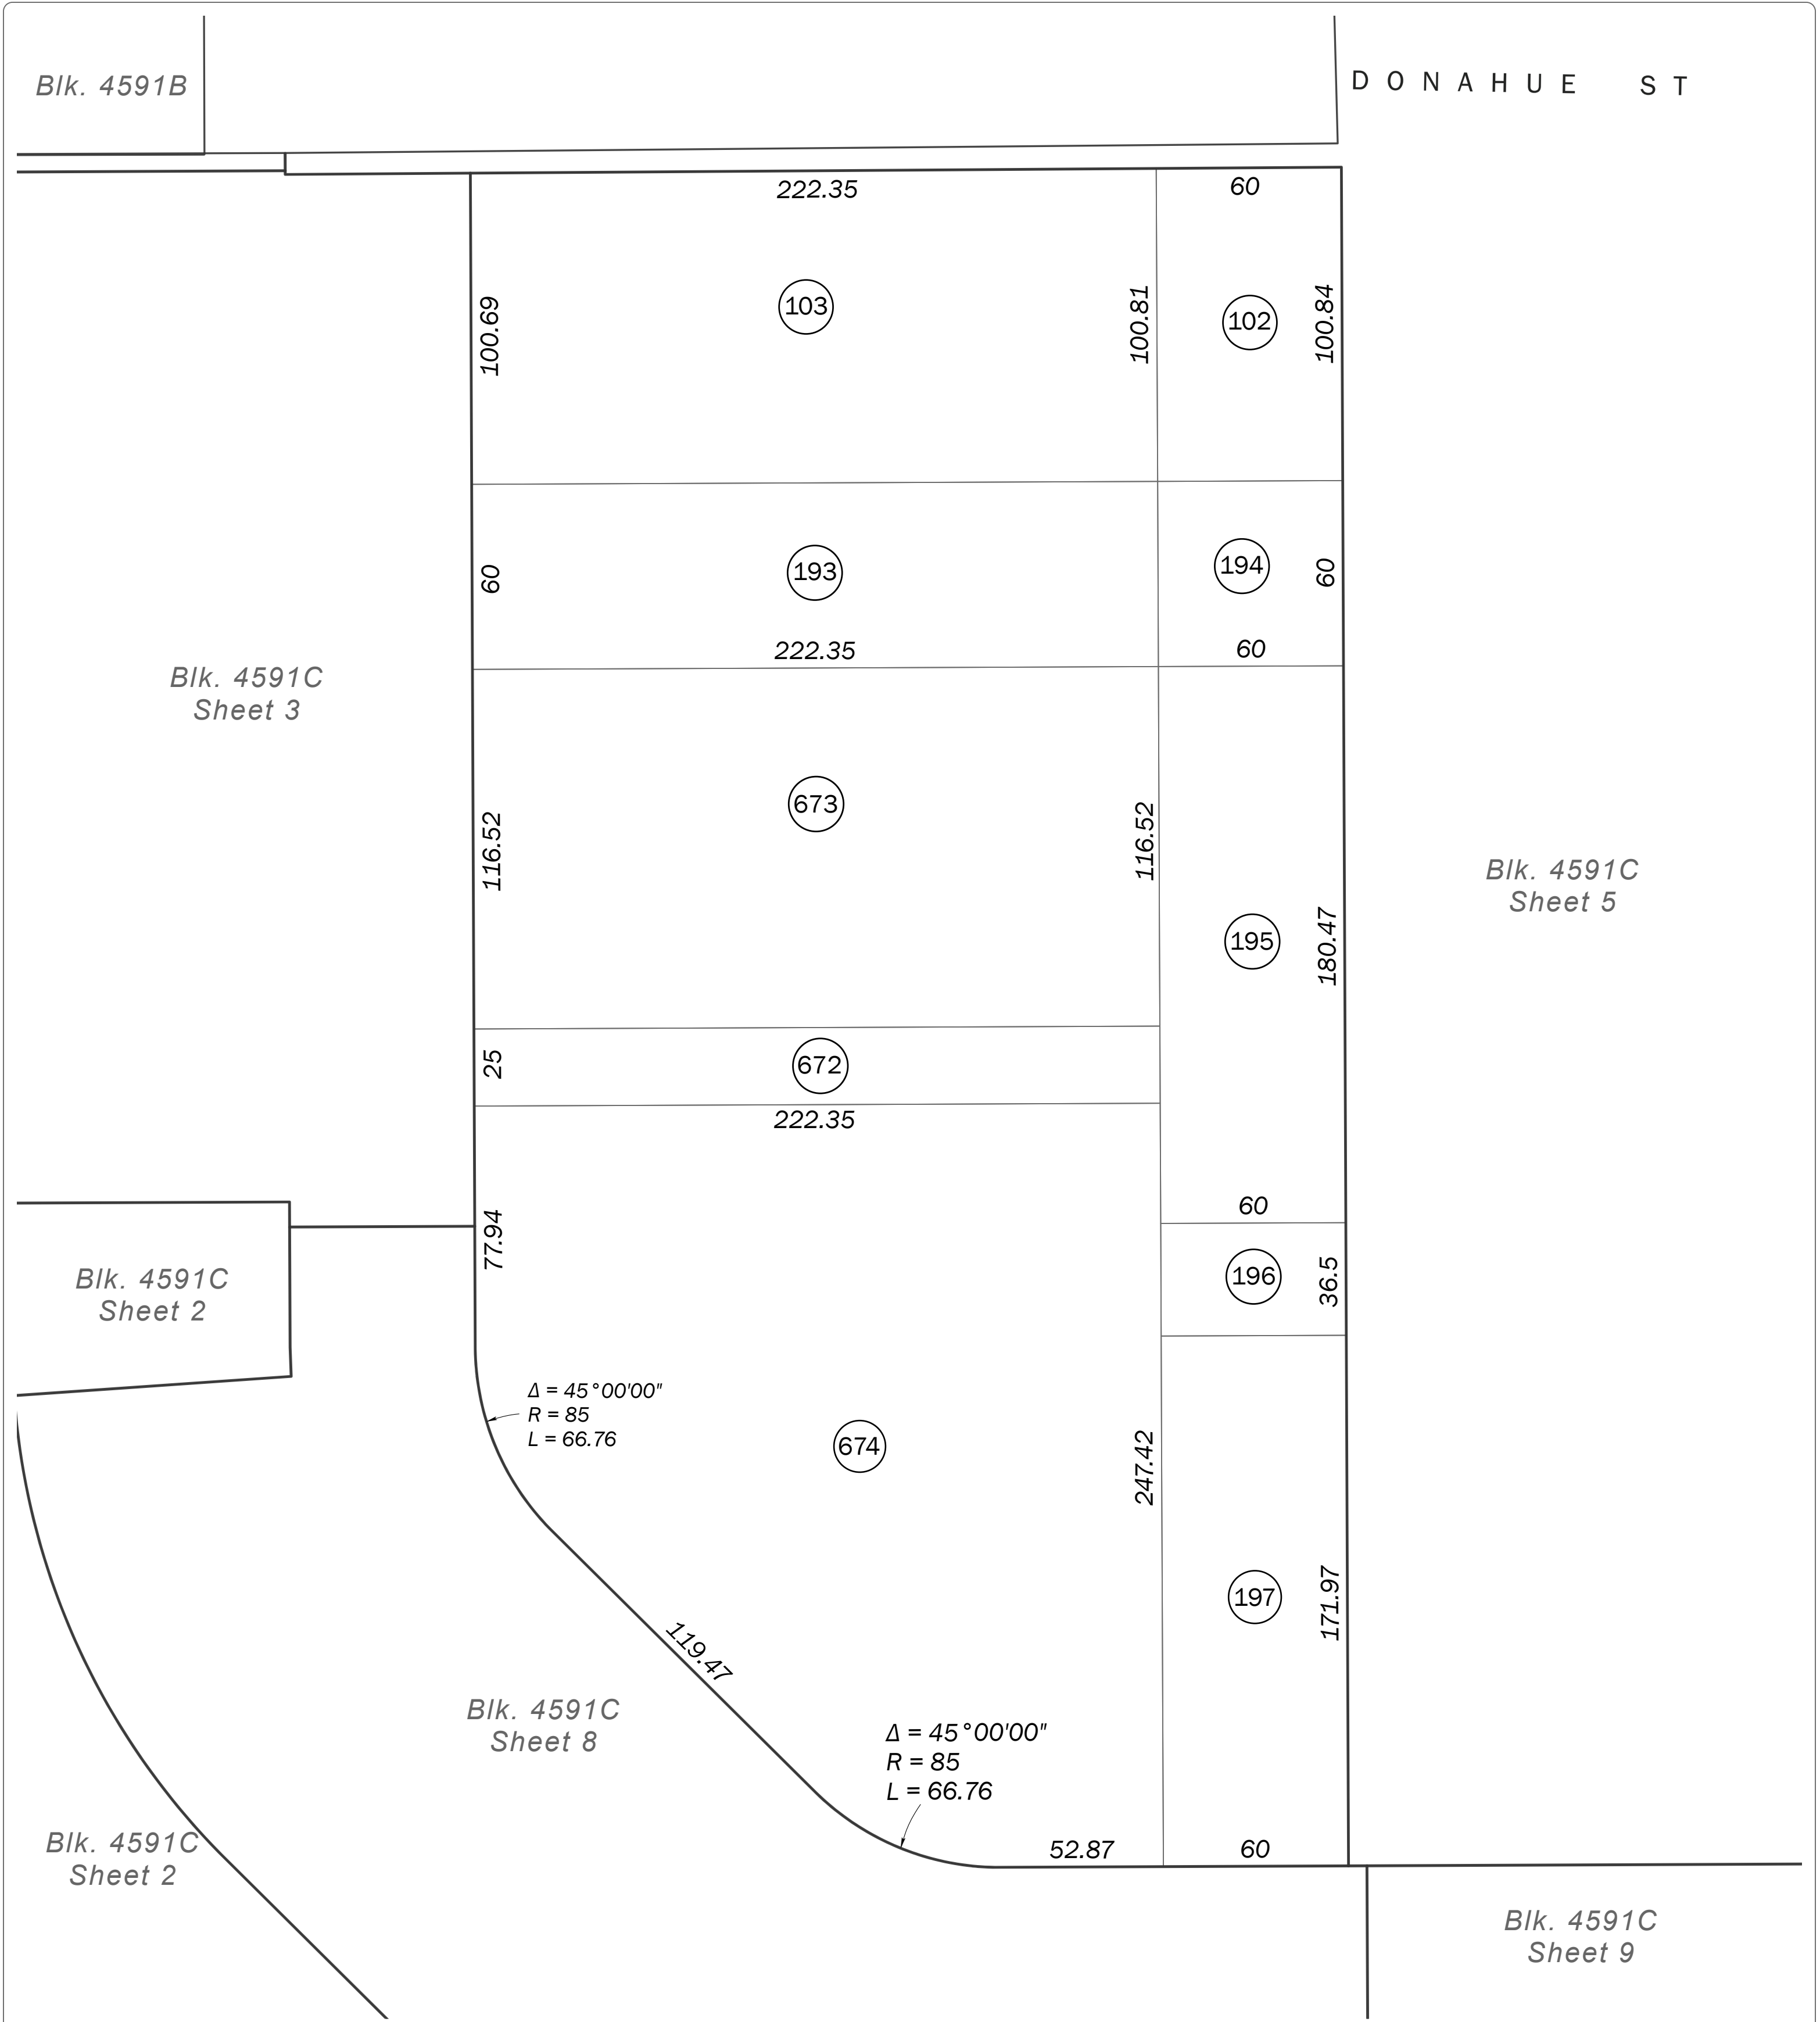 Blk. 4591B
DONAHUE ST
222.35
60
100.69
103
100.81
102
100.84
60
193
194
60
222.35
60
Blk. 4591C
Sheet 3
673
116.52
116.52
Blk. 4591C
Sheet 5
195
180.47
25
672
222.35
77.94
60
Blk. 4591C
Sheet 2
196
36.5
Δ = 45°00'00"
R = 85
L = 66.76
674
247.42
197
171.97
119.47
Blk. 4591C
Sheet 8
Δ = 45°00'00"
R = 85
L = 66.76
Blk. 4591C
Sheet 2
52.87
60
Blk. 4591C
Sheet 9